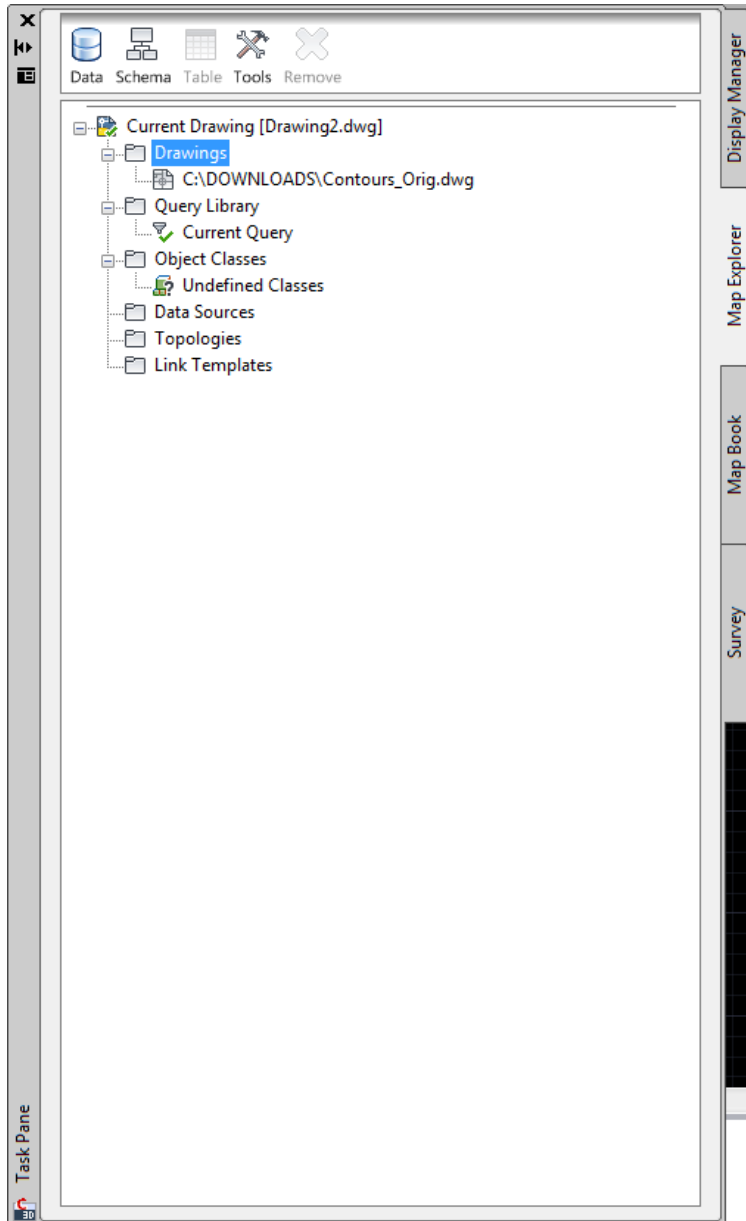 Data Schema Table Tools Remove
Current Drawing [Drawing2.dwg]
Drawings
C:\DOWNLOADS\Contours_Orig.dwg
Query Library
Current Query
Object Classes
Undefined Classes
Data Sources
Topologies
Link Templates
Display Manager
Map Explorer
Map Book
Survey
Task Pane
3D